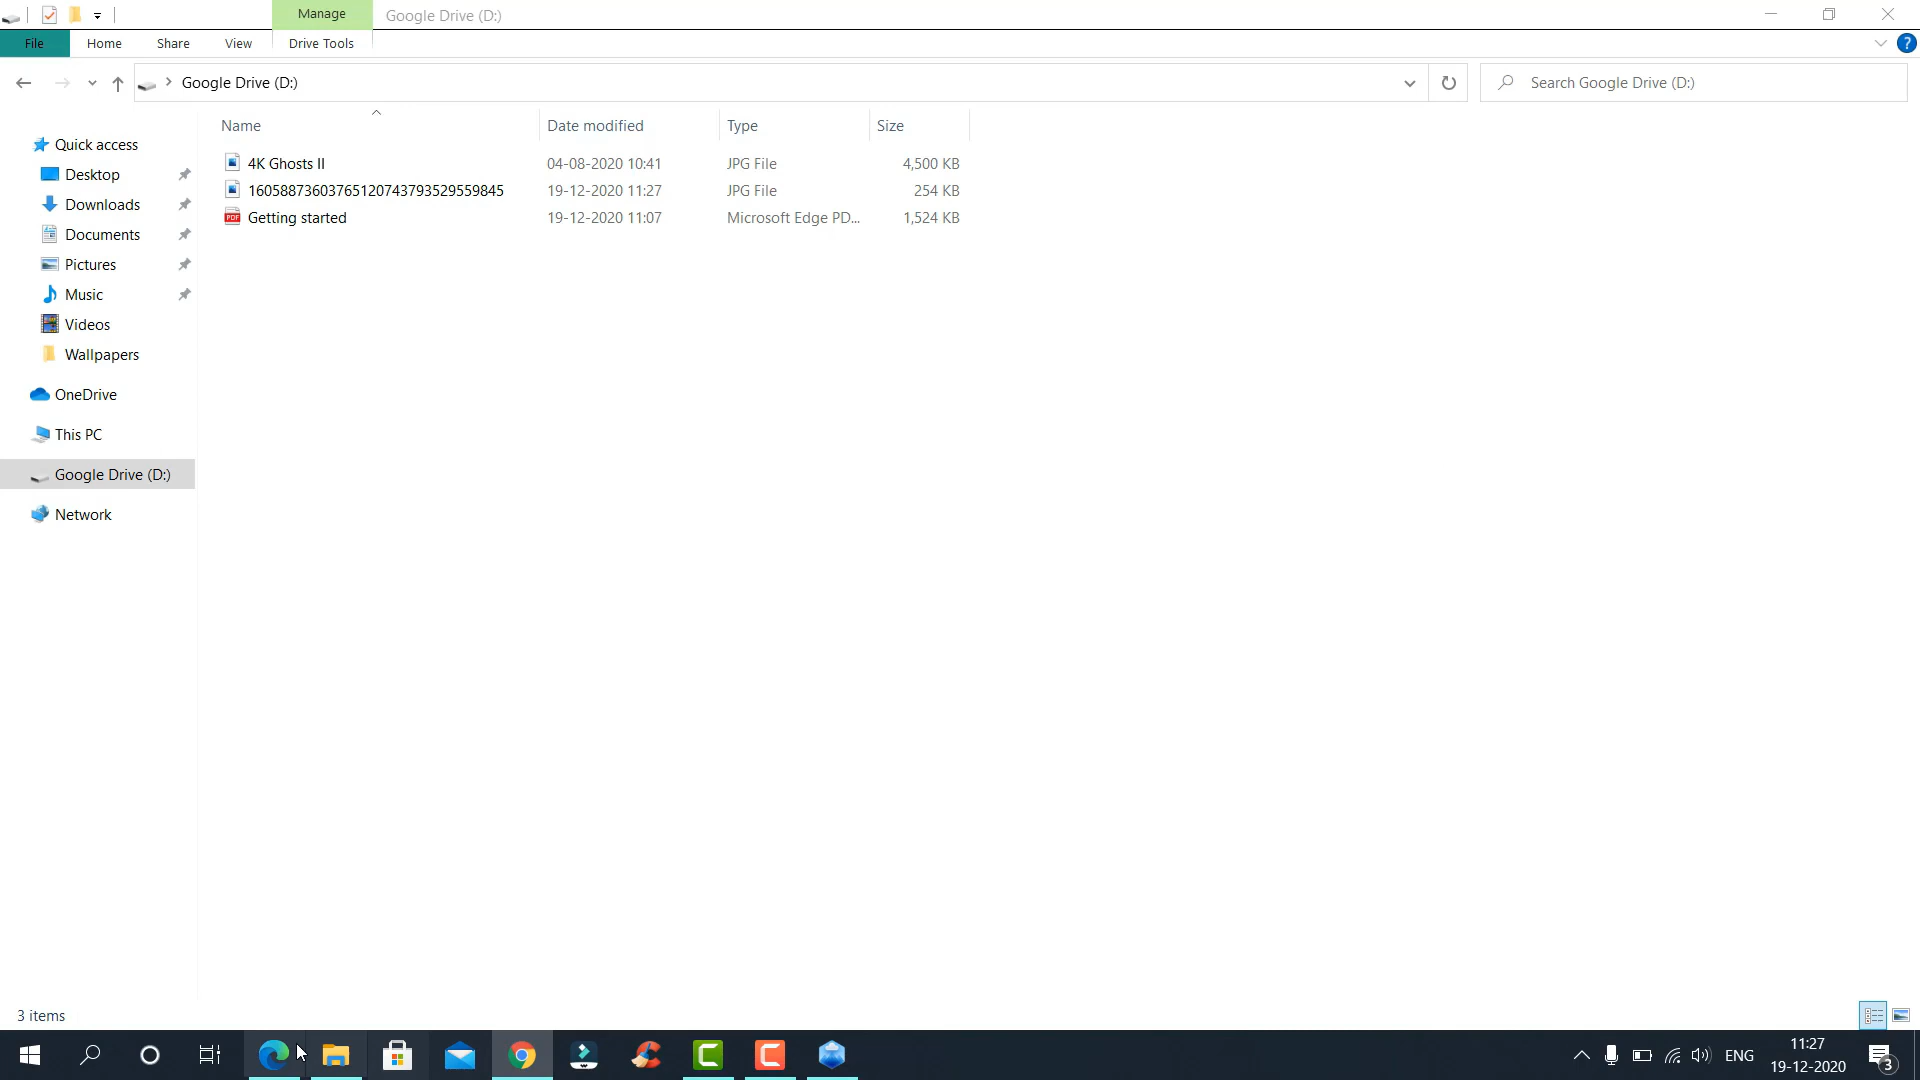 Manage
Google Drive (D:)
File
Home
Share
View
Drive Tools
Google Drive (D:)
Search Google Drive (D:)
Name
Date modified
Type
Size
4K Ghosts II
04-08-2020 10:41
JPG File
4,500 KB
16058873603765120743793529559845
19-12-2020 11:27
JPG File
254 KB
PDF
Getting started
19-12-2020 11:07
Microsoft Edge PD...
1,524 KB
Quick access
Desktop
Downloads
Documents
Pictures
Music
Videos
Wallpapers
OneDrive
This PC
Google Drive (D:)
Network
3 items
ENG
11:27
19-12-2020
3